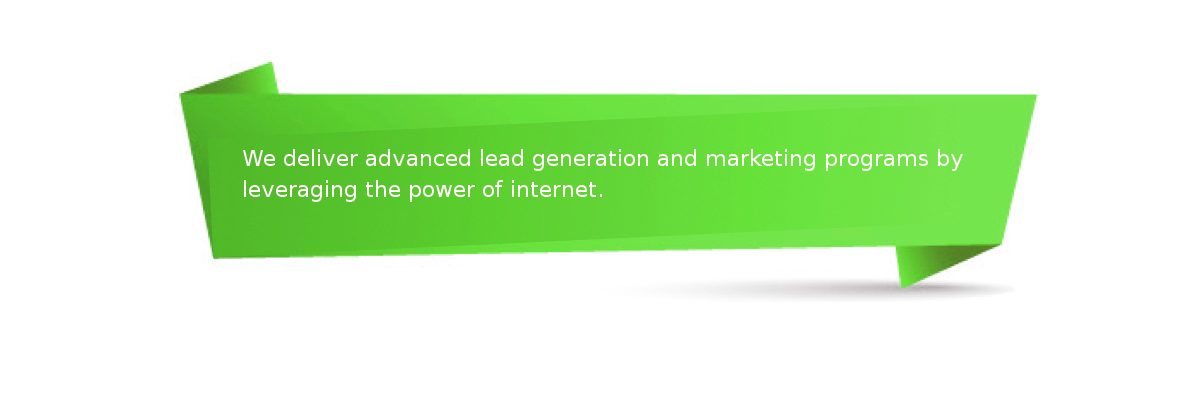 We deliver advanced lead generation and marketing programs by
leveraging the power of internet.